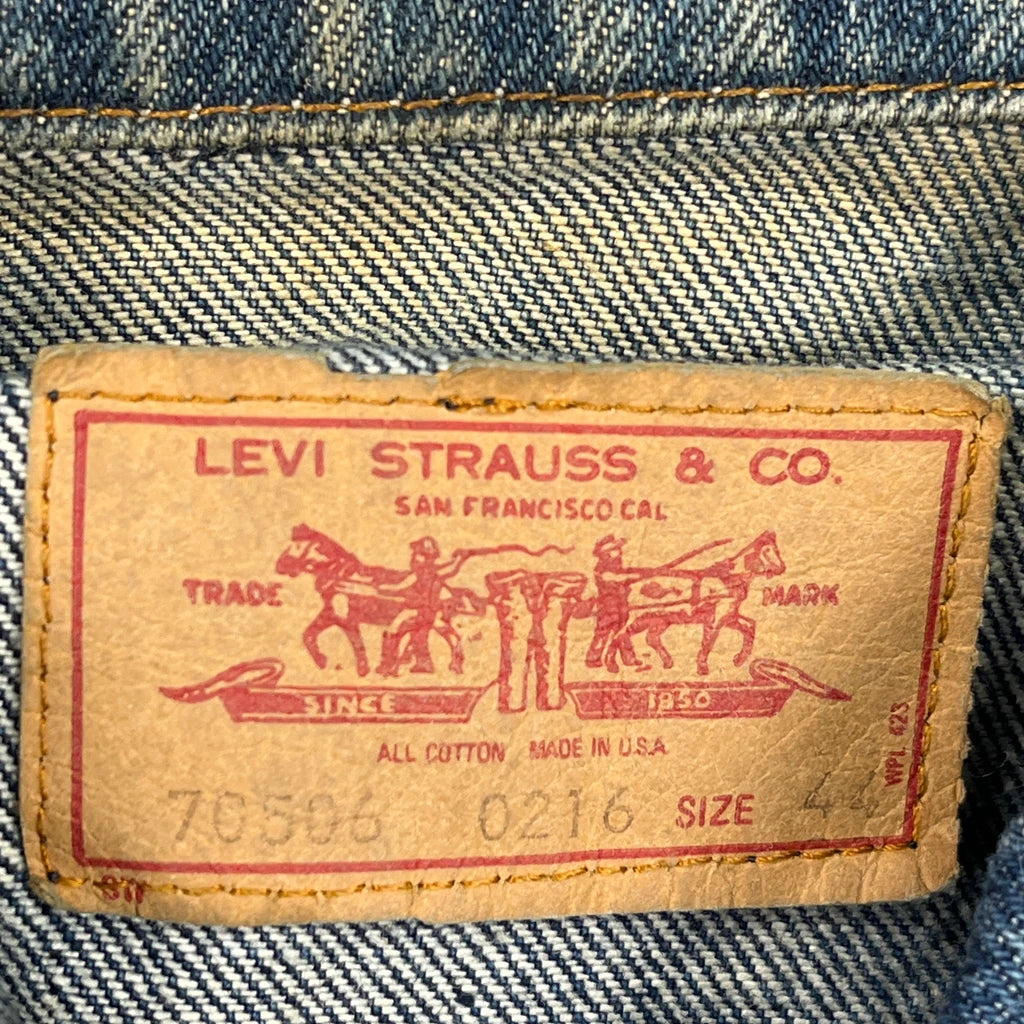 LEVI STRAUSS & CO.
SAN FRANCISCO CAL
TRADE MARK
SINCE 1850
ALL COTTON MADE IN U.S.A.
70506 0216 SIZE 44
WPL 423